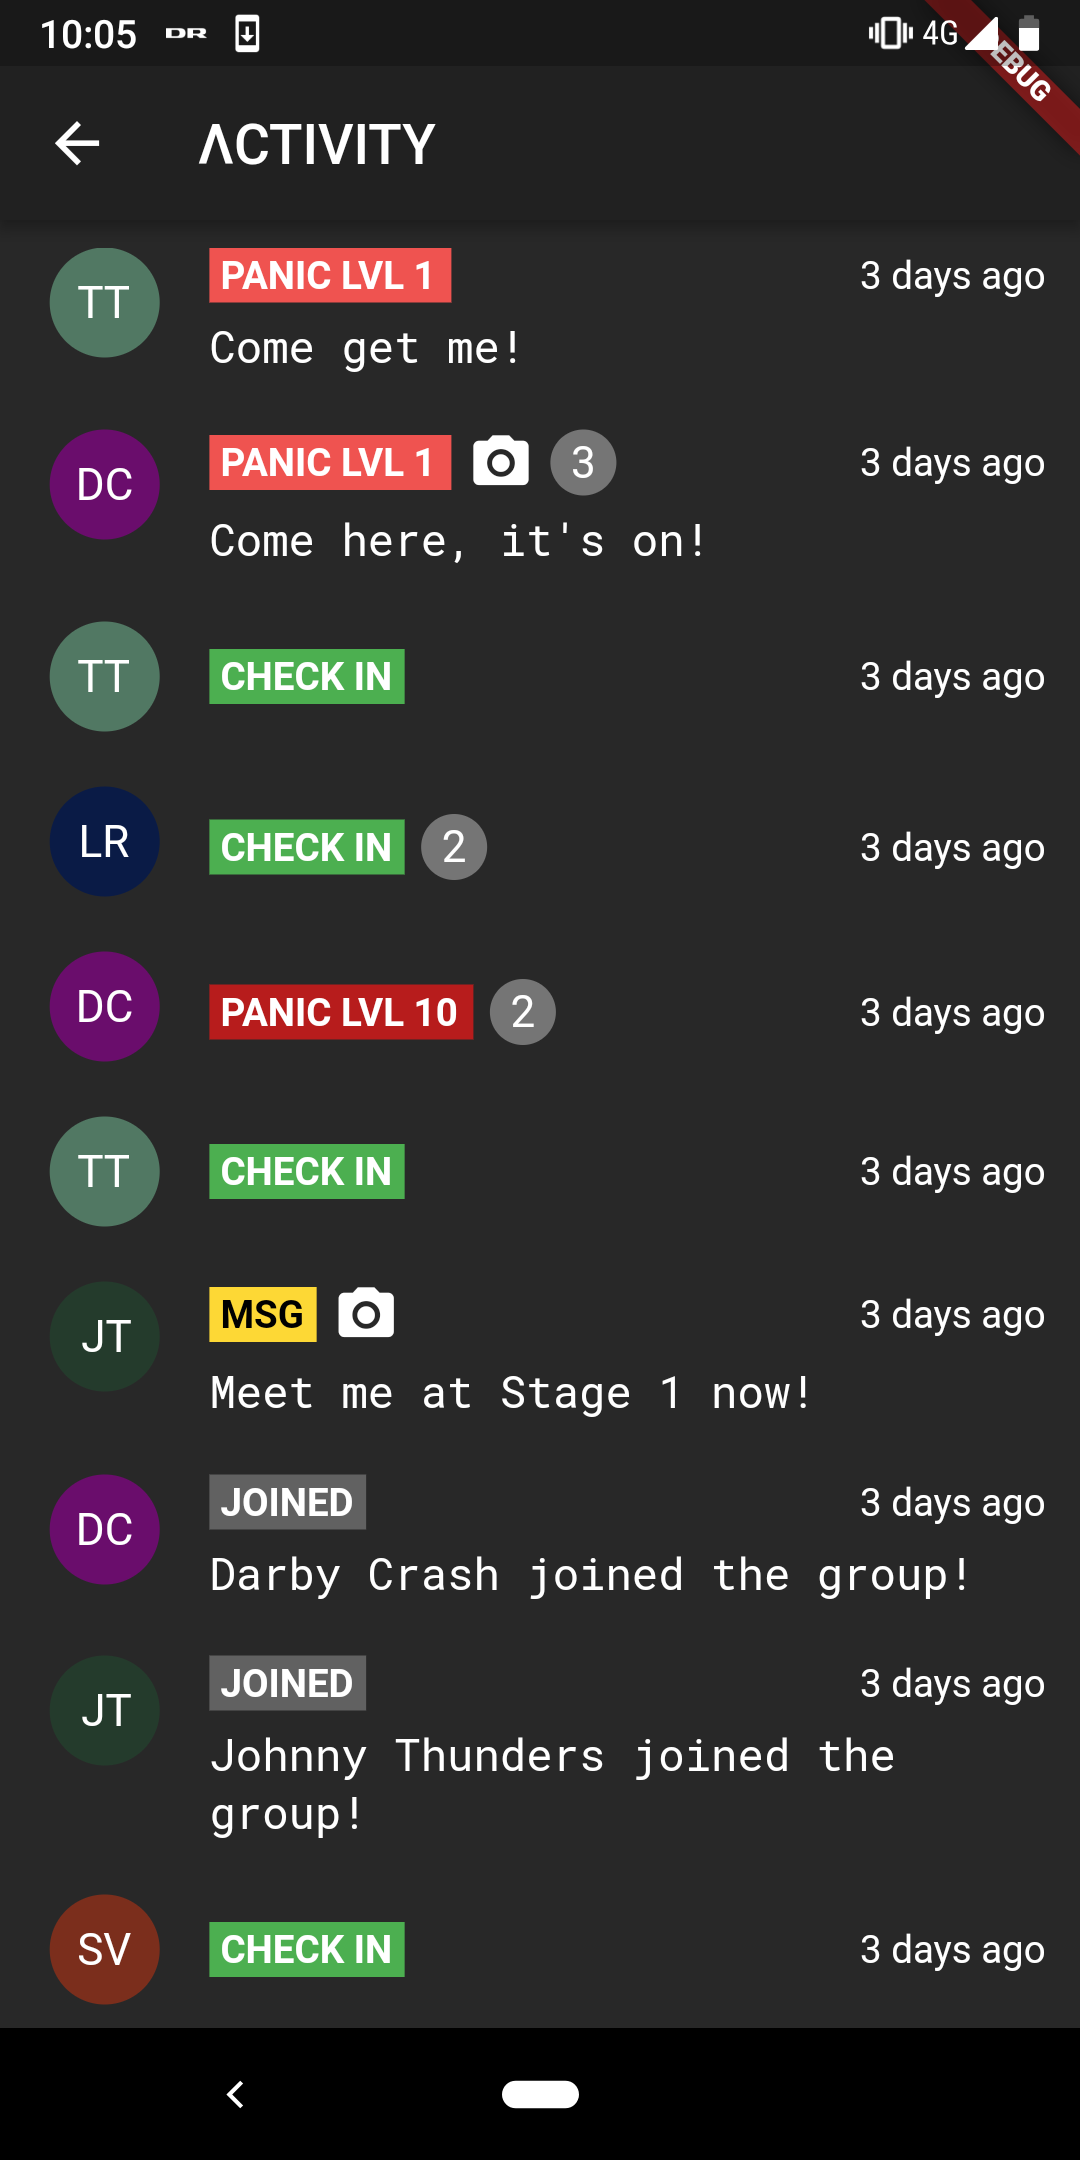 10:05 DR 4G
EBUG
ΛCTIVITY
TT PANIC LVL 1 3 days ago
Come get me!
DC PANIC LVL 1 3 3 days ago
Come here, it's on!
TT CHECK IN 3 days ago
LR CHECK IN 2 3 days ago
DC PANIC LVL 10 2 3 days ago
TT CHECK IN 3 days ago
JT MSG 3 days ago
Meet me at Stage 1 now!
DC JOINED 3 days ago
Darby Crash joined the group!
JT JOINED 3 days ago
Johnny Thunders joined the
group!
SV CHECK IN 3 days ago